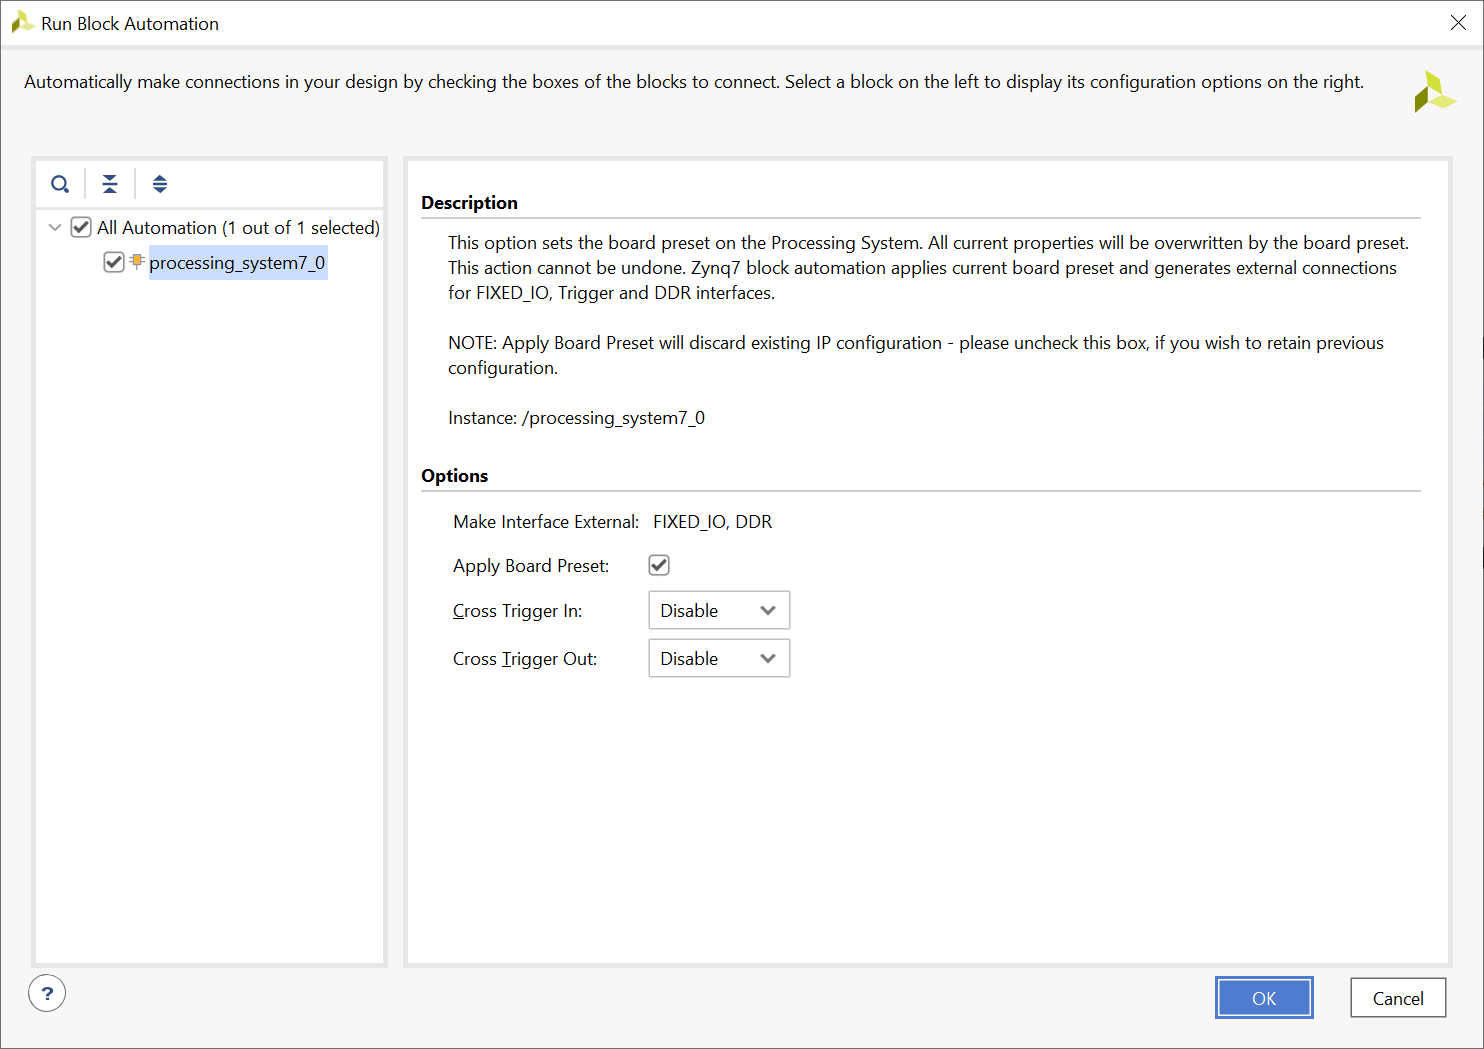 Run Block Automation
Automatically make connections in your design by checking the boxes of the blocks to connect. Select a block on the left to display its configuration options on the right.
All Automation (1 out of 1 selected)
processing_system7_0
Description
This option sets the board preset on the Processing System. All current properties will be overwritten by the board preset.
This action cannot be undone. Zynq7 block automation applies current board preset and generates external connections
for FIXED_IO, Trigger and DDR interfaces.
NOTE: Apply Board Preset will discard existing IP configuration - please uncheck this box, if you wish to retain previous
configuration.
Instance: /processing_system7_0
Options
Make Interface External: FIXED_IO, DDR
Apply Board Preset:
Cross Trigger In: Disable
Cross Trigger Out: Disable
?
OK Cancel